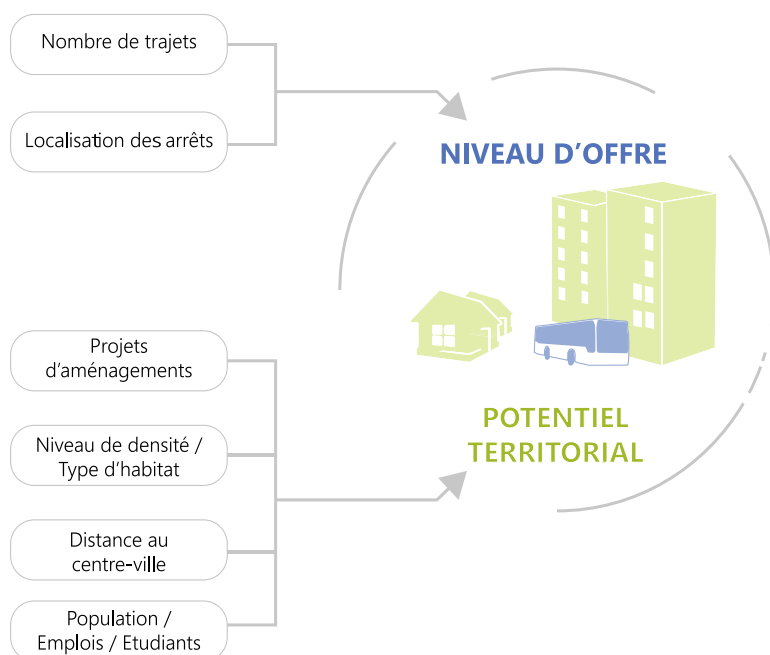 Nombre de trajets
Localisation des arrêts
NIVEAU D'OFFRE
Projets
d'aménagements
Niveau de densité /
Type d'habitat
Distance au
centre-ville
Population /
Emplois / Etudiants
POTENTIEL
TERRITORIAL